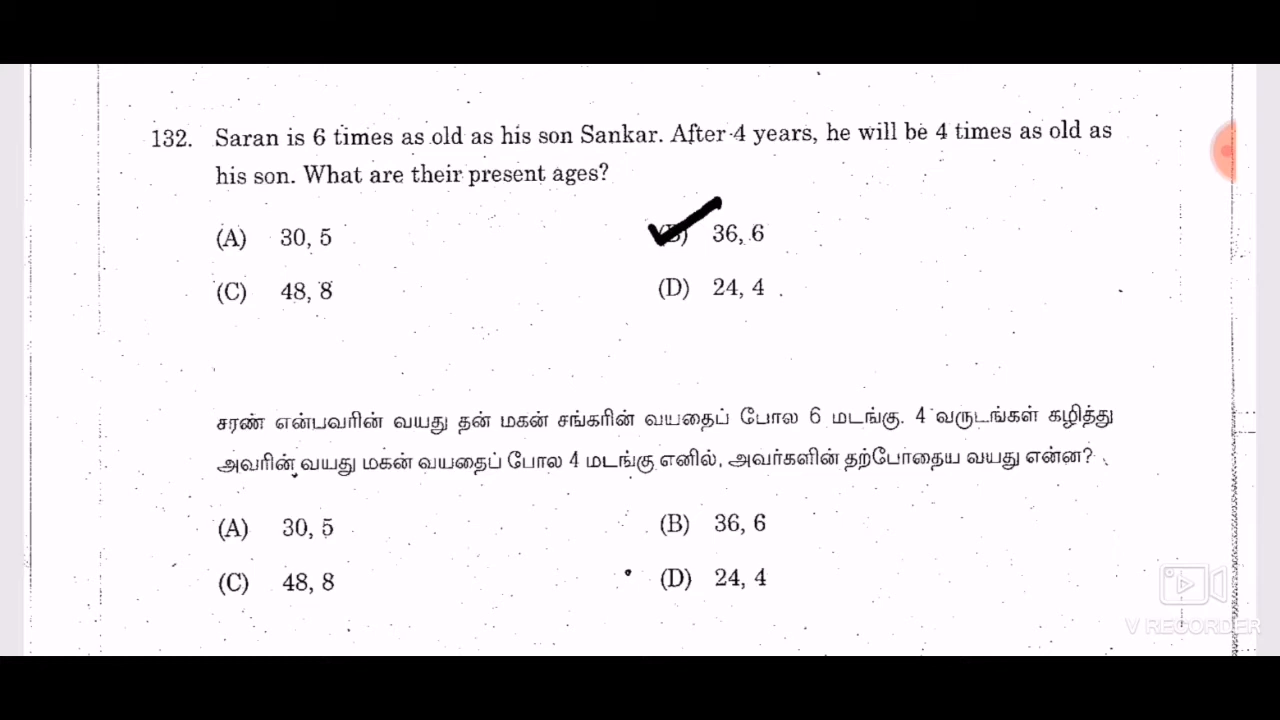 132. Saran is 6 times as old as his son Sankar. After 4 years, he will be 4 times as old as
his son. What are their present ages?
(A) 30, 5 (B) 36, 6
(C) 48, 8 (D) 24, 4
சரண் என்பவரின் வயது தன் மகன் சங்கரின் வயதைப் போல 6 மடங்கு. 4 வருடங்கள் கழித்து
அவரின் வயது மகன் வயதைப் போல 4 மடங்கு எனில், அவர்களின் தற்போதைய வயது என்ன?
(A) 30, 5 (B) 36, 6
(C) 48, 8 (D) 24, 4
V RECORDER